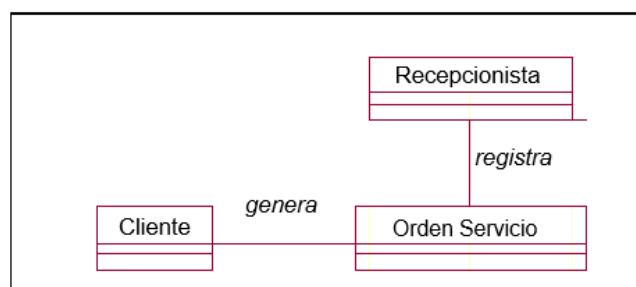 Recepcionista
registra
genera
Cliente
Orden Servicio